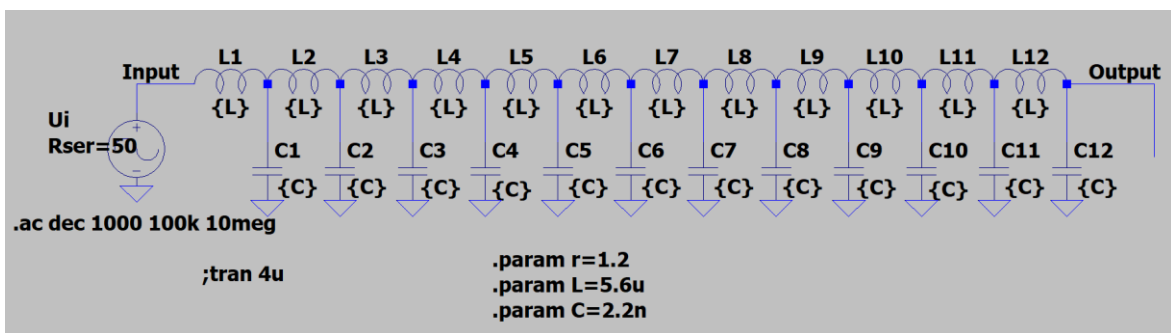 L1 L2 L3 L4 L5 L6 L7 L8 L9 L10 L11 L12
Input Output
{L} {L} {L} {L} {L} {L} {L} {L} {L} {L} {L} {L}
Ui
Rser=50
C1 C2 C3 C4 C5 C6 C7 C8 C9 C10 C11 C12
{C} {C} {C} {C} {C} {C} {C} {C} {C} {C} {C} {C}
.ac dec 1000 100k 10meg
;tran 4u
.param r=1.2
.param L=5.6u
.param C=2.2n